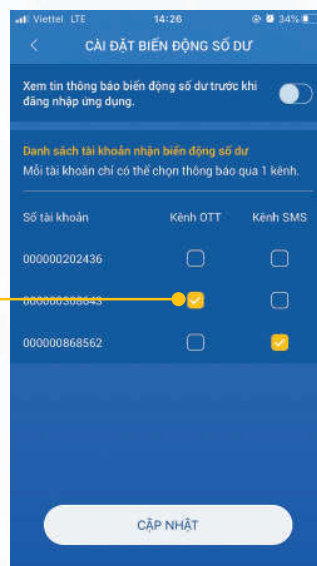 Viettel LTE 14:26 34%
CÀI ĐẶT BIẾN ĐỘNG SỐ DƯ
Xem tin thông báo biến động số dư trước khi
đăng nhập ứng dụng.
Danh sách tài khoản nhận biến động số dư
Mỗi tài khoản chỉ có thể chọn thông báo qua 1 kênh.
Số tài khoản Kênh OTT Kênh SMS
000000202436
000000308643
000000868562
CẬP NHẬT